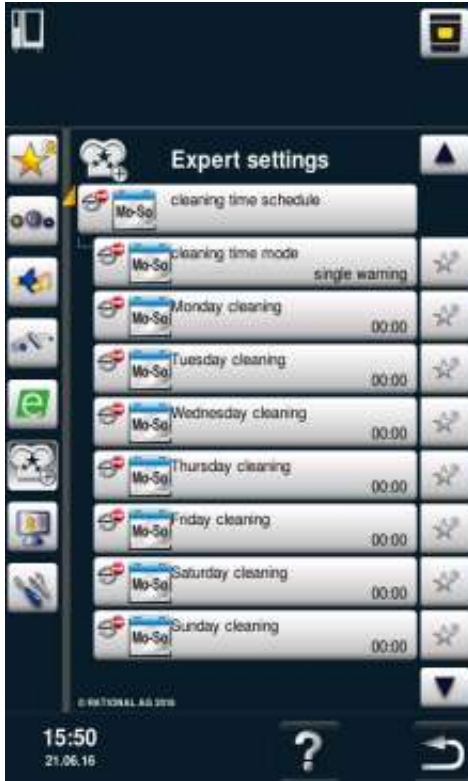 Expert settings
Mo-So
cleaning time schedule
Mo-So
cleaning time mode
single warning
Mo-So
Monday cleaning
00:00
Mo-So
Tuesday cleaning
00:00
Mo-So
Wednesday cleaning
00:00
Mo-So
Thursday cleaning
00:00
Mo-So
Friday cleaning
00:00
Mo-So
Saturday cleaning
00:00
Mo-So
Sunday cleaning
00:00
© RATIONAL AG 2016
15:50
21.06.16
?